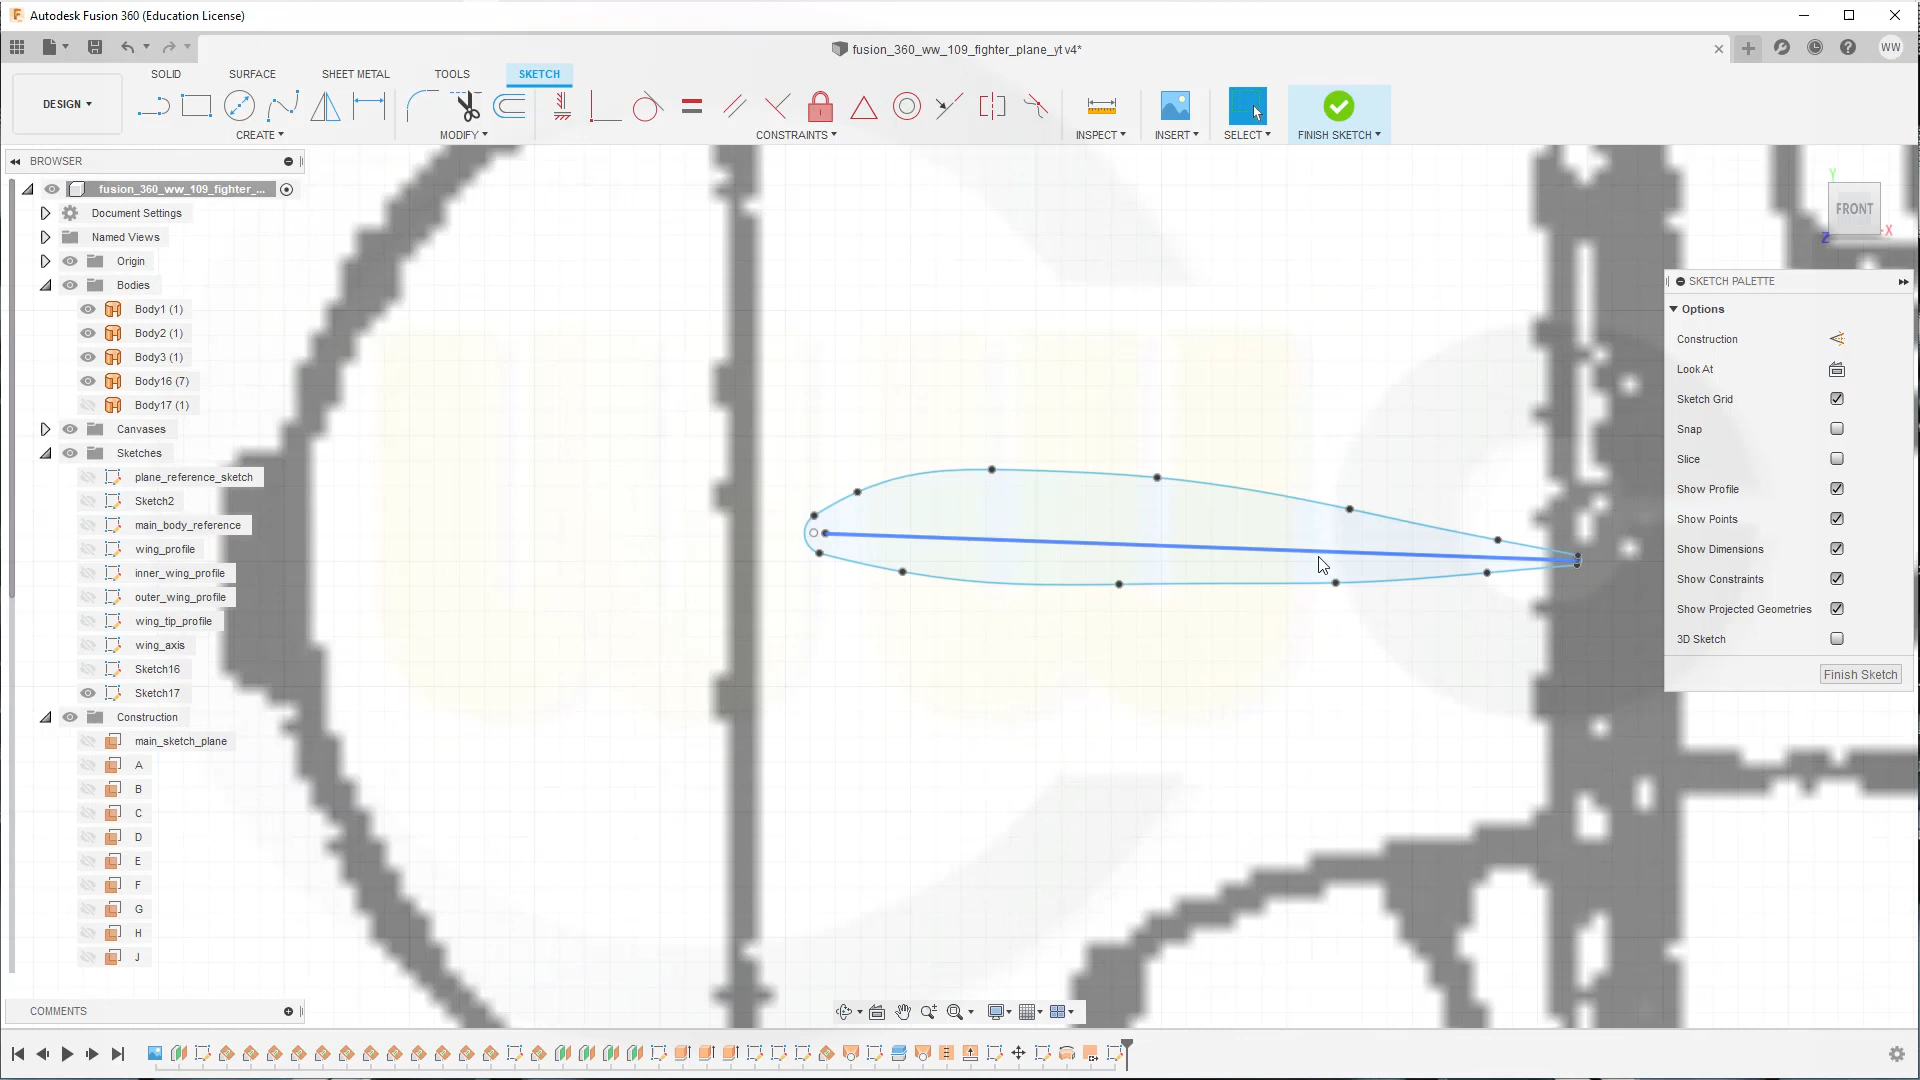 Autodesk Fusion 360 (Education License)
fusion_360_ww_109_fighter_plane_yt v4*
WW
DESIGN
SOLID
SURFACE
SHEET METAL
TOOLS
SKETCH
CREATE
MODIFY
CONSTRAINTS
INSPECT
INSERT
SELECT
FINISH SKETCH
BROWSER
fusion_360_ww_109_fighter_...
Document Settings
Named Views
Origin
Bodies
Body1 (1)
Body2 (1)
Body3 (1)
Body16 (7)
Body17 (1)
Canvases
Sketches
plane_reference_sketch
Sketch2
main_body_reference
wing_profile
inner_wing_profile
outer_wing_profile
wing_tip_profile
wing_axis
Sketch16
Sketch17
Construction
main_sketch_plane
A
B
C
D
E
F
G
H
J
COMMENTS
Y
FRONT
Z
X
SKETCH PALETTE
Options
Construction
Look At
Sketch Grid
Snap
Slice
Show Profile
Show Points
Show Dimensions
Show Constraints
Show Projected Geometries
3D Sketch
Finish Sketch